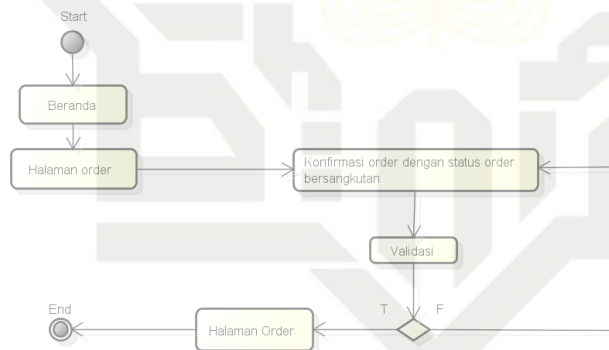 Start
Beranda
Halaman order
Konfirmasi order dengan status order
bersangkutan
Validasi
T
F
End
Halaman Order